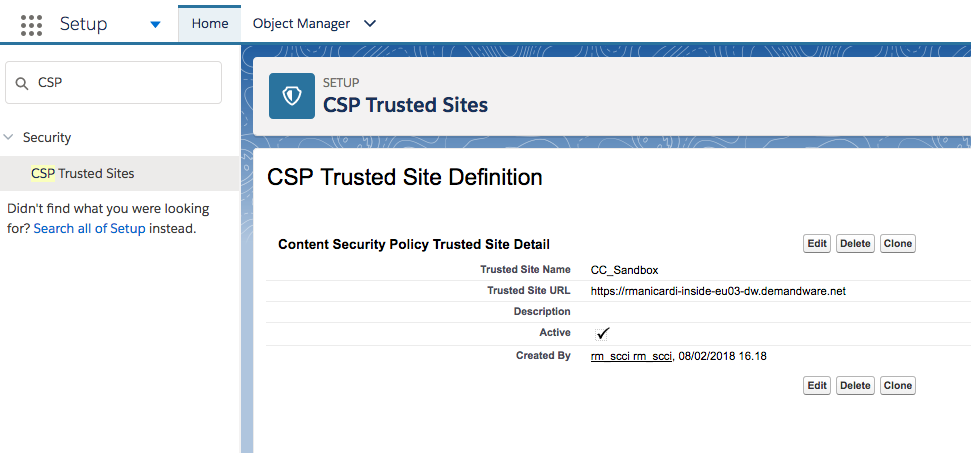 Setup
Home
Object Manager
CSP
Security
CSP Trusted Sites
Didn't find what you were looking
for? Search all of Setup instead.
SETUP
CSP Trusted Sites
CSP Trusted Site Definition
Content Security Policy Trusted Site Detail
Edit Delete Clone
Trusted Site Name CC_Sandbox
Trusted Site URL https://rmanicardi-inside-eu03-dw.demandware.net
Description
Active
Created By rm_scci rm_scci, 08/02/2018 16.18
Edit Delete Clone